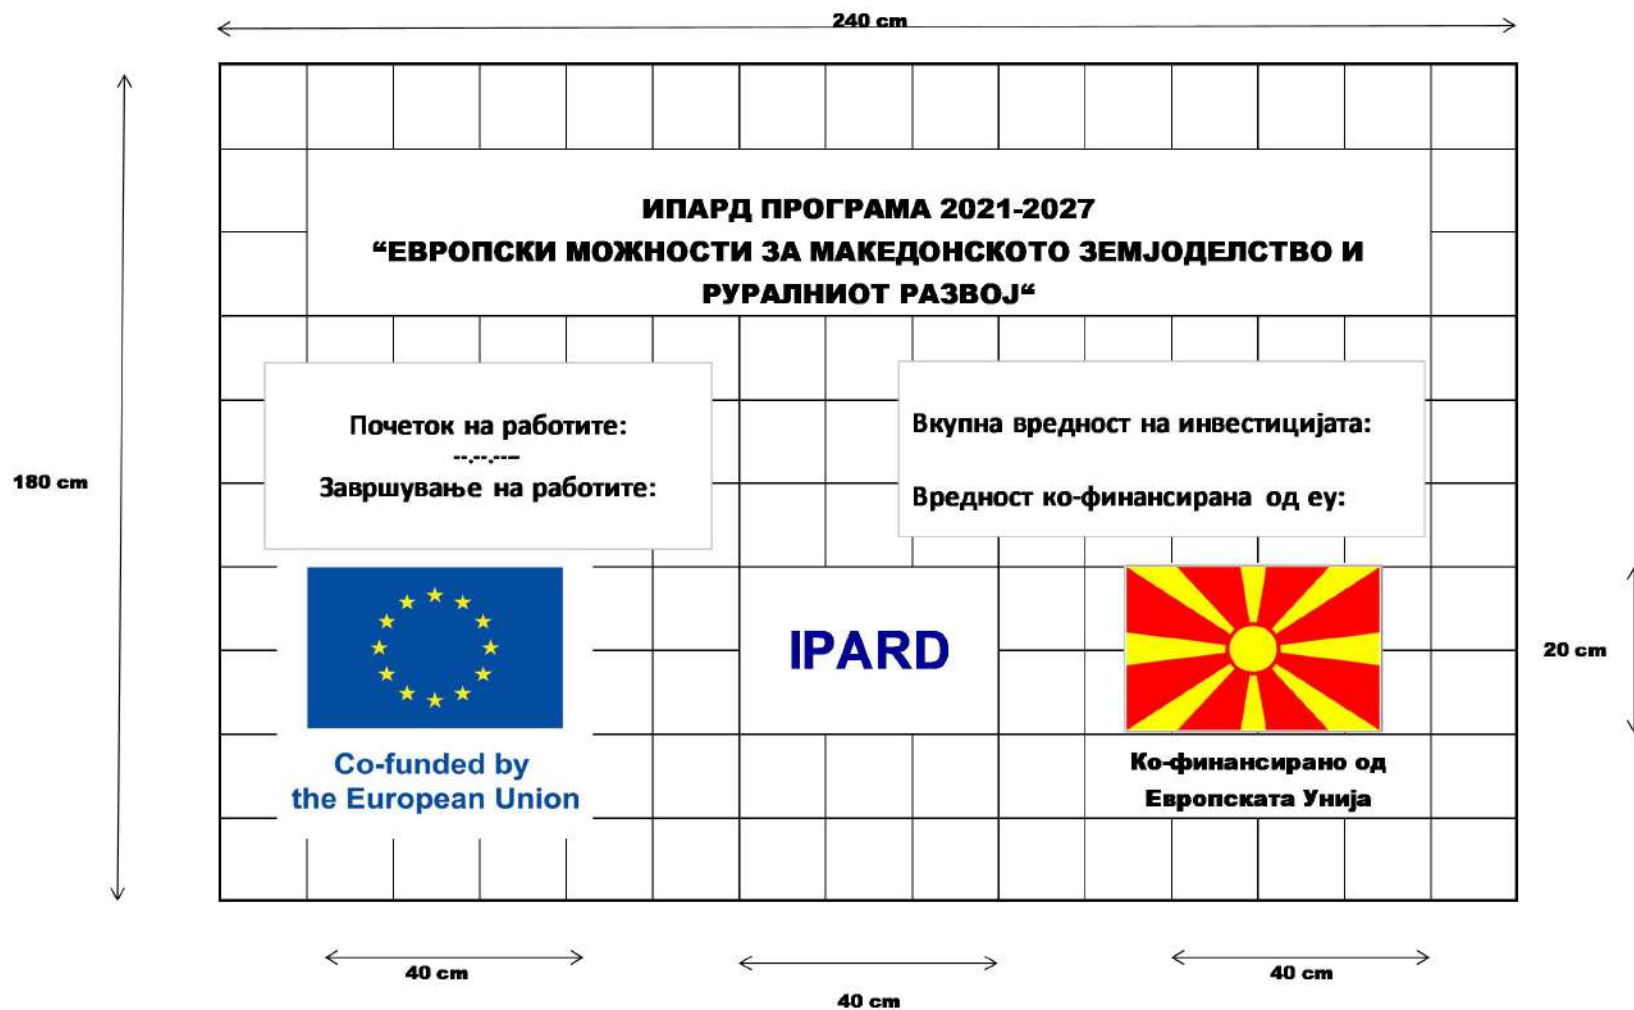 240 cm
ИПАРД ПРОГРАМА 2021-2027
“ЕВРОПСКИ МОЖНОСТИ ЗА МАКЕДОНСКОТО ЗЕМЈОДЕЛСТВО И
РУРАЛНИОТ РАЗВОЈ“
Почеток на работите:
--.--.----
Завршување на работите:
Вкупна вредност на инвестицијата:
Вредност ко-финансирана од еу:
180 cm
IPARD
20 cm
Co-funded by
the European Union
Ко-финансирано од
Европската Унија
40 cm
40 cm
40 cm